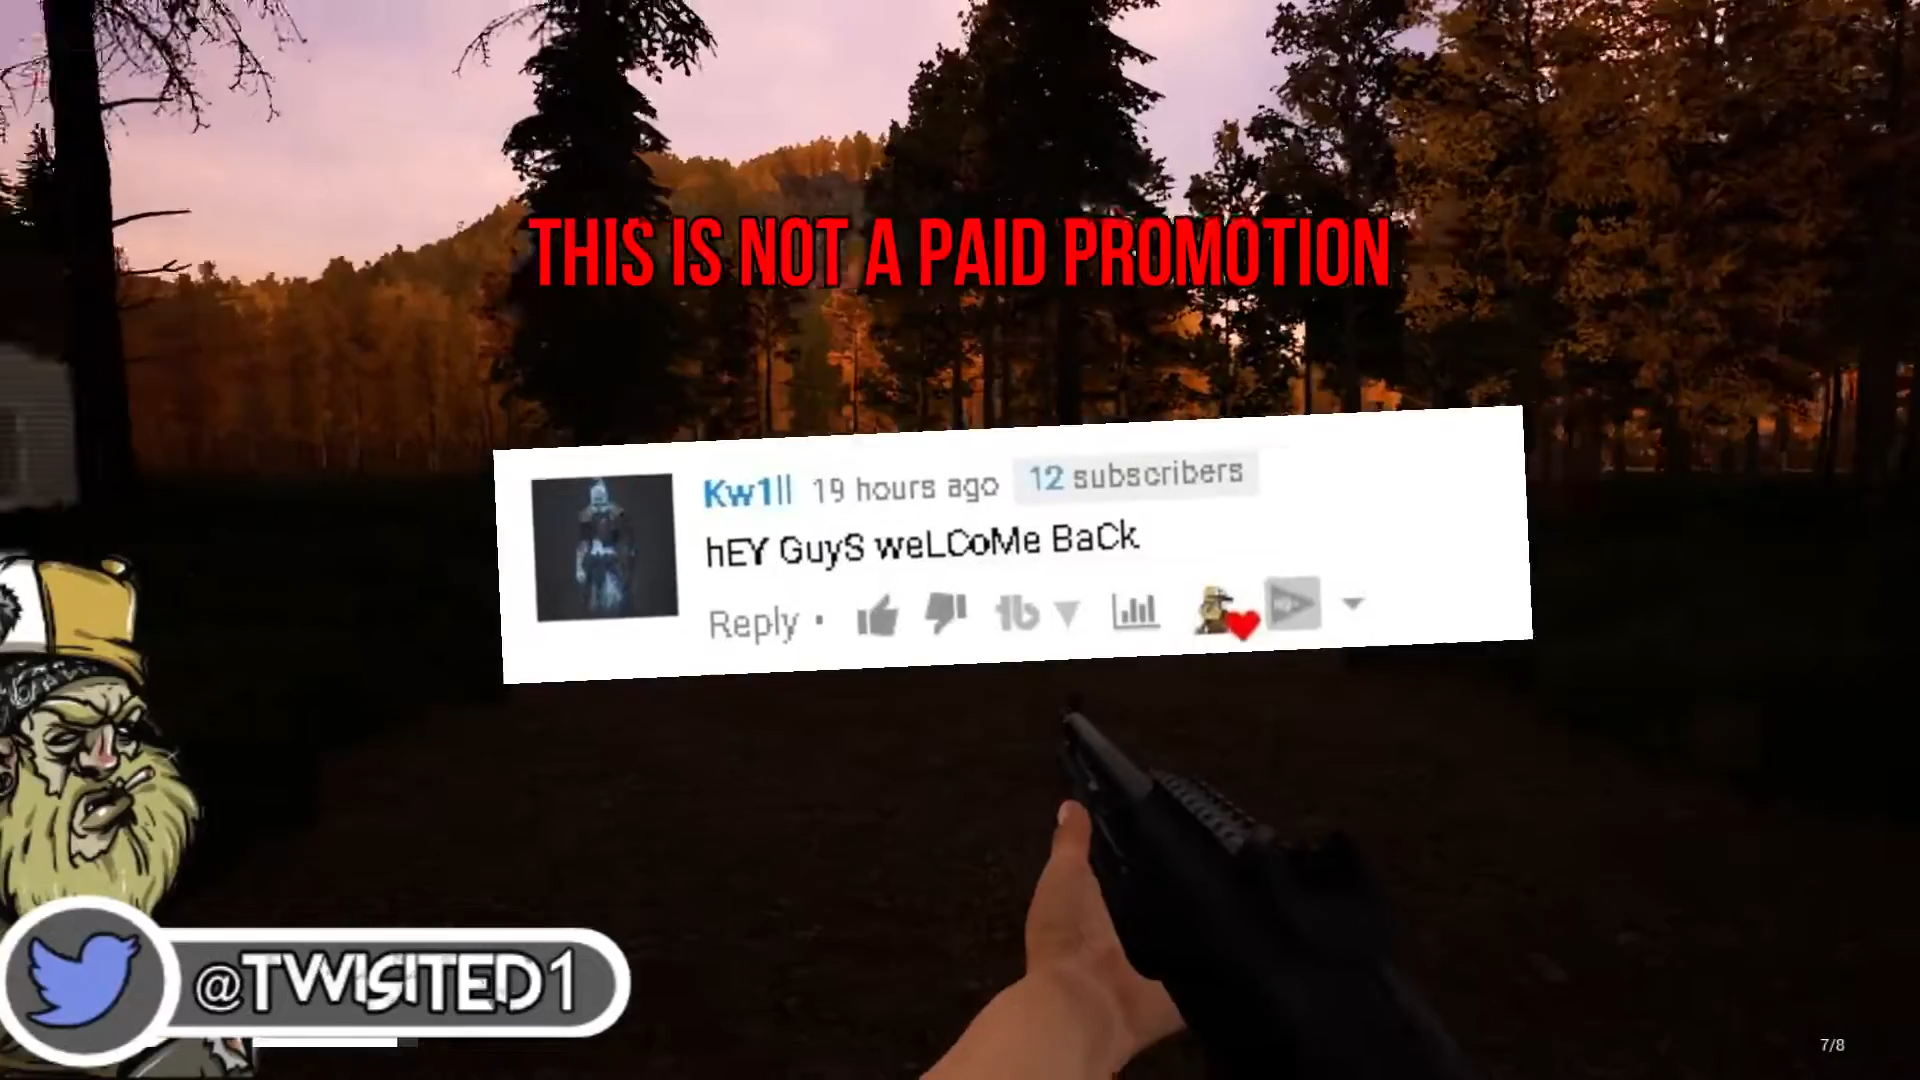 THIS IS NOT A PAID PROMOTION
Kw1ll 19 hours ago 12 subscribers
hEY GuyS weLCoMe BaCk
Reply •
@TWISITED1
7/8